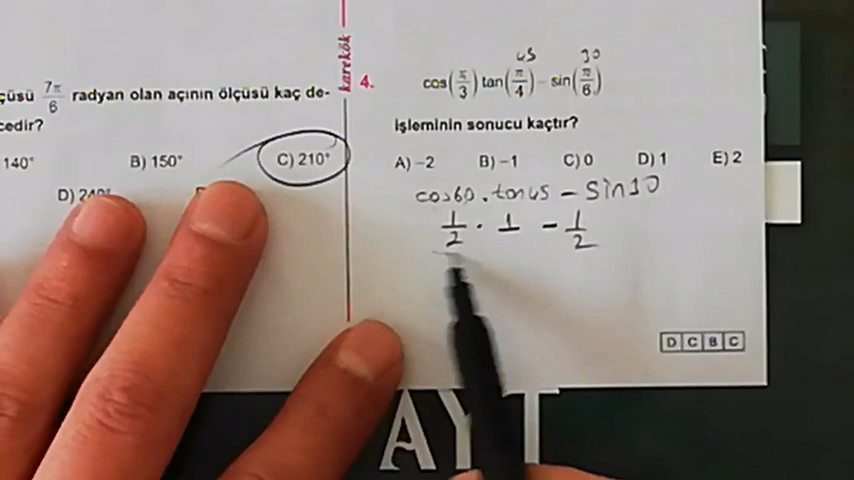 çüsü 7π/6 radyan olan açının ölçüsü kaç de-
cedir?
140° B) 150° C) 210°
D) 240°
karekök
4.
45 30
cos(π/3) tan(π/4) - sin(π/6)
işleminin sonucu kaçtır?
A) -2 B) -1 C) 0 D) 1 E) 2
cos60 . tan45 - sin30
1/2 . 1 - 1/2
D C B C
AYT